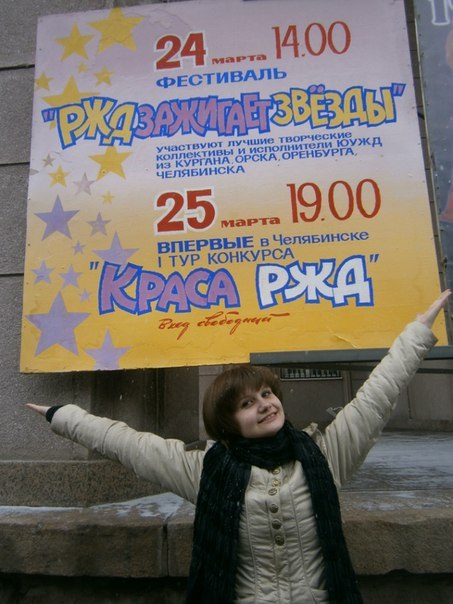 24 марта 14.00
ФЕСТИВАЛЬ
"РЖД ЗАЖИГАЕТ ЗВЁЗДЫ"
УЧАСТВУЮТ ЛУЧШИЕ ТВОРЧЕСКИЕ
КОЛЛЕКТИВЫ И ИСПОЛНИТЕЛИ ЮУЖД
ИЗ КУРГАНА, ОРСКА, ОРЕНБУРГА,
ЧЕЛЯБИНСКА
25 марта 19.00
ВПЕРВЫЕ в Челябинске
I ТУР КОНКУРСА
"КРАСА РЖД"
Вход свободный